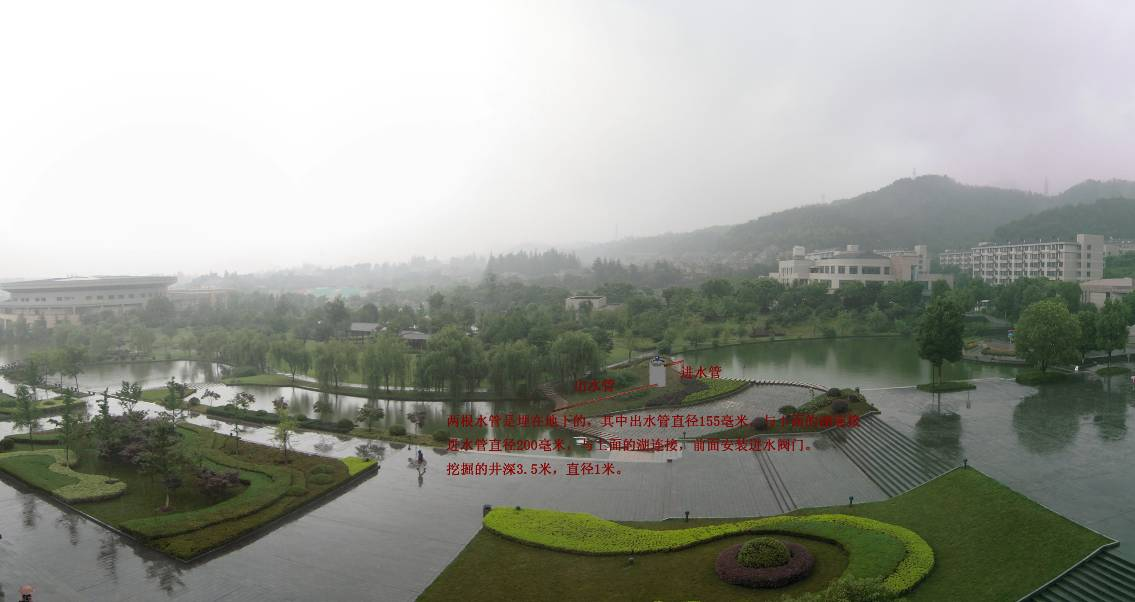 出水管
进水管
两根水管是埋在地下的，其中出水管直径155毫米，与下面的湖连接
进水管直径200毫米，与上面的湖连接，前面安装进水阀门。
挖掘的井深3.5米，直径1米。